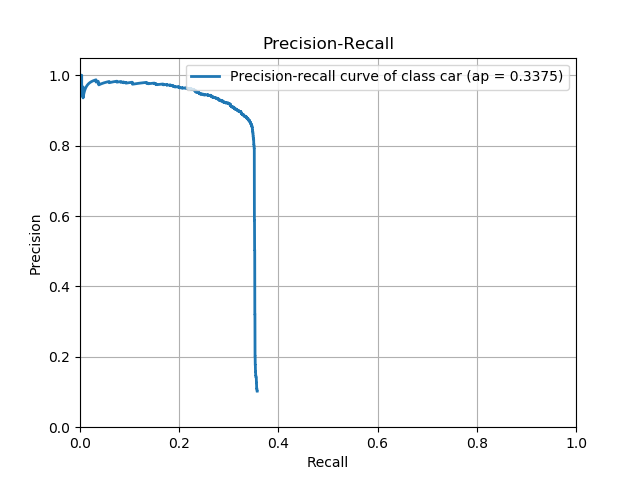 Precision-Recall
Precision-recall curve of class car (ap = 0.3375)
1.0
0.8
0.6
0.4
0.2
0.0
Precision
0.0 0.2 0.4 0.6 0.8 1.0
Recall